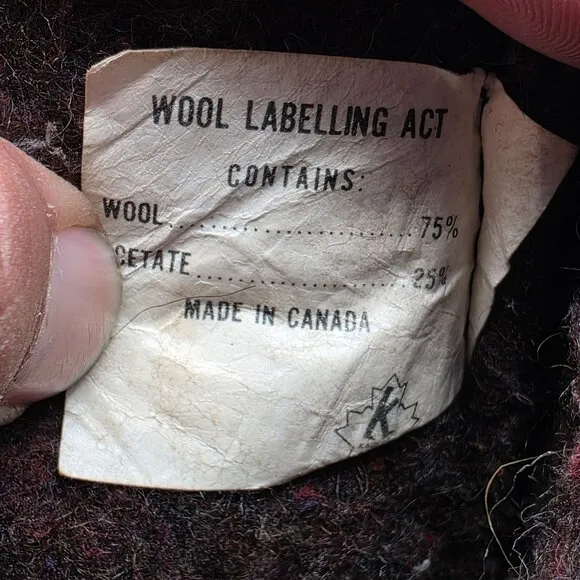 WOOL LABELLING ACT
CONTAINS:
WOOL.............................75%
CETATE.........................25%
MADE IN CANADA
K